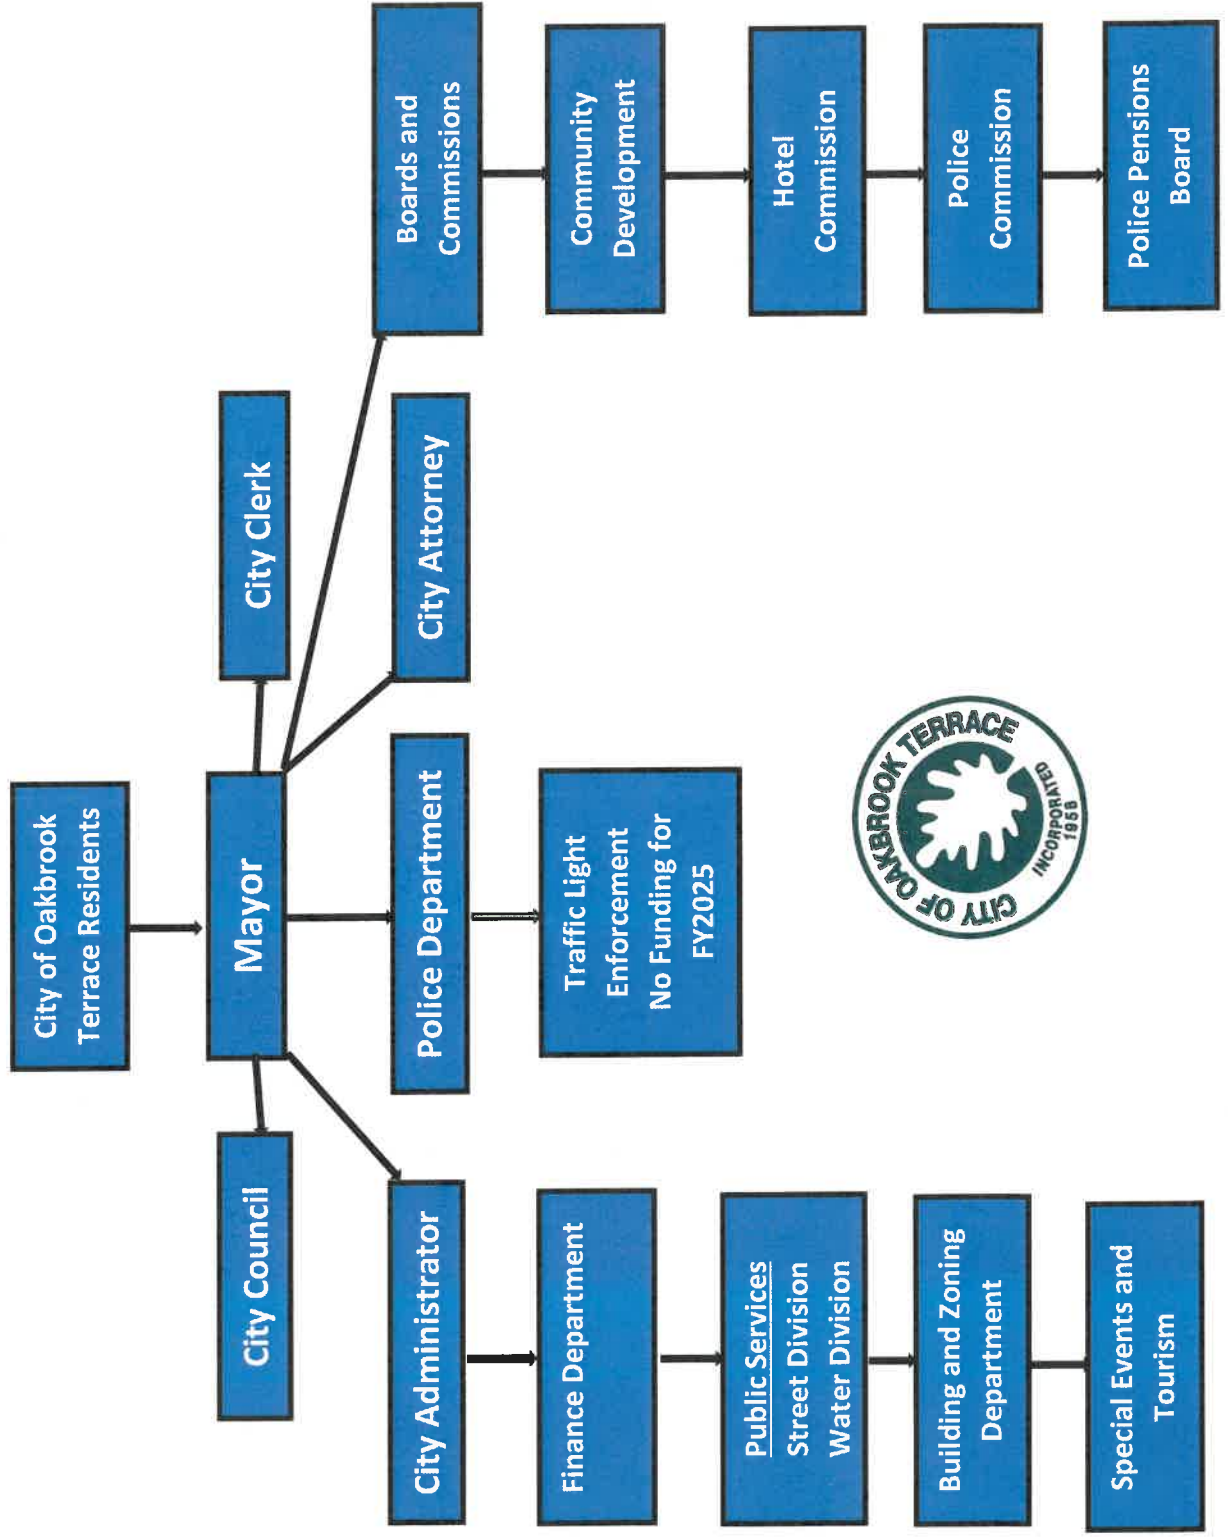 City of Oakbrook
Terrace Residents
Mayor
City Council
City Clerk
City Administrator
Police Department
City Attorney
Boards and
Commissions
Finance Department
Traffic Light
Enforcement
No Funding for
FY2025
Community
Development
Public Services
Street Division
Water Division
Hotel
Commission
Building and Zoning
Department
Police
Commission
Special Events and
Tourism
Police Pensions
Board
CITY OF OAKBROOK TERRACE
INCORPORATED
1958